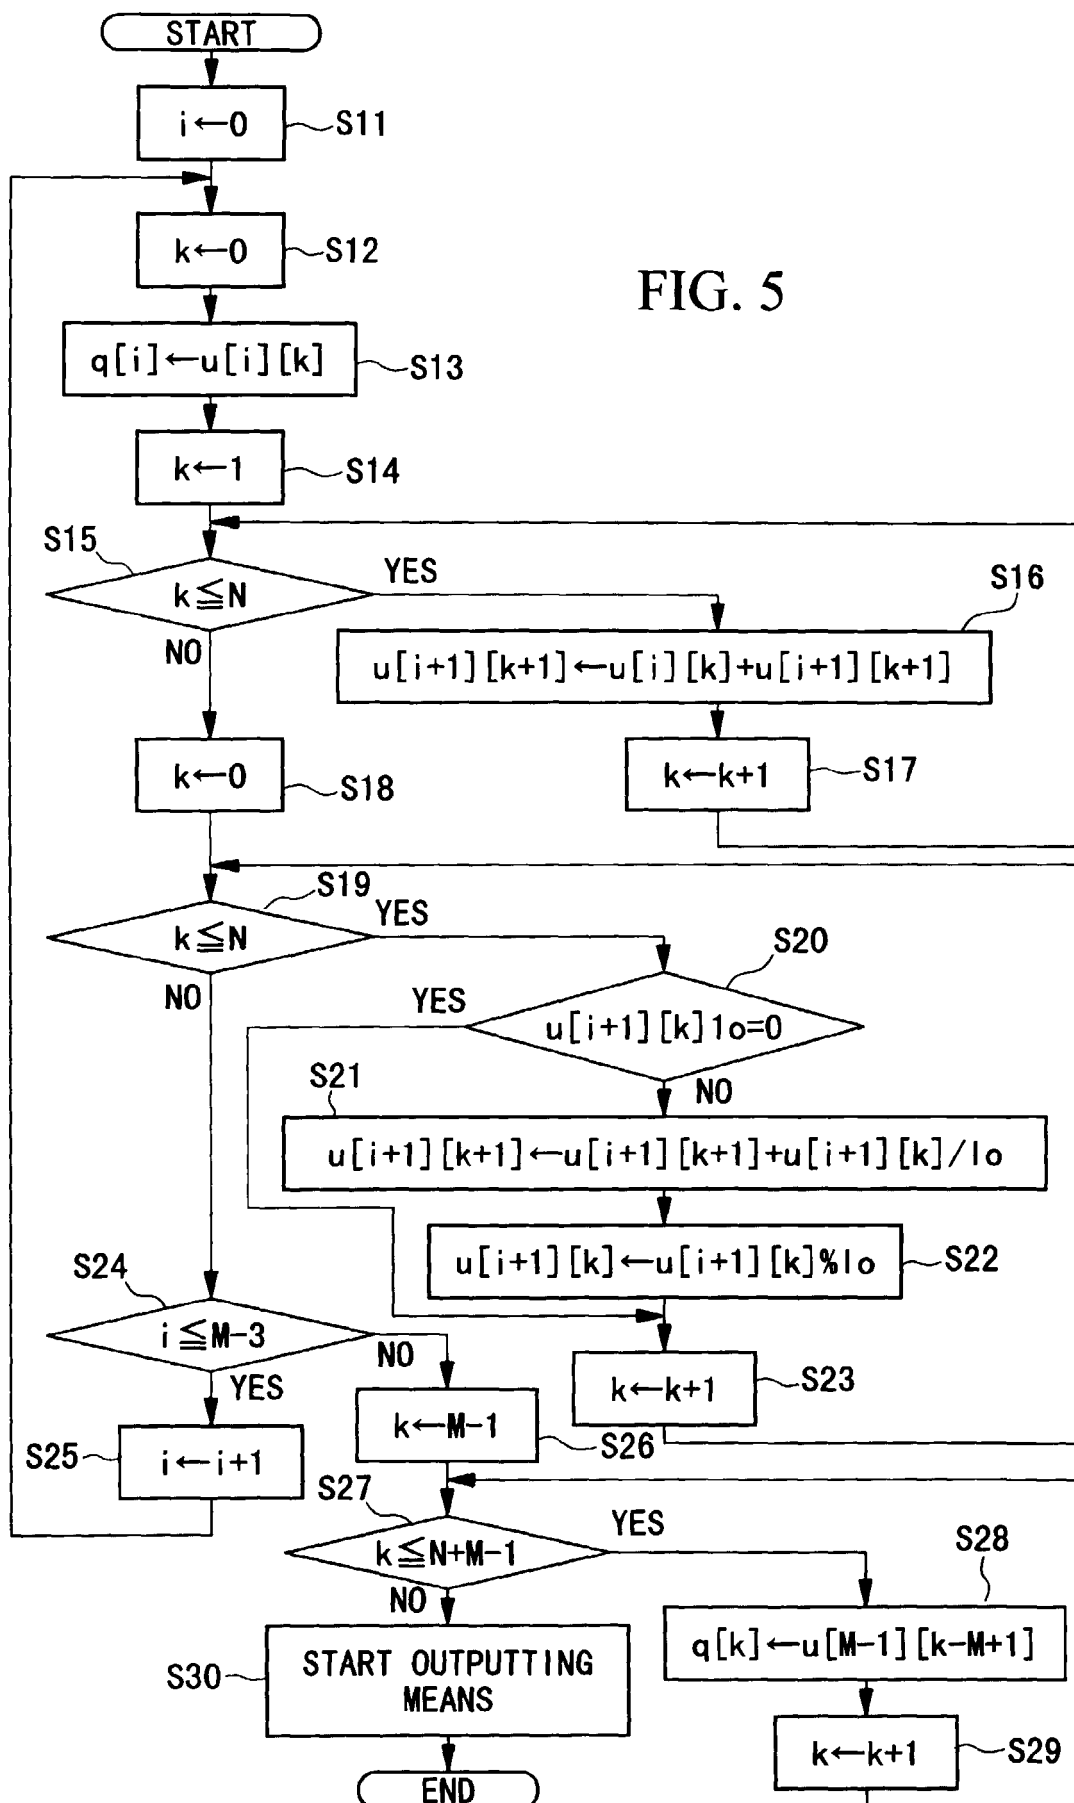 START
i←0
S11
k←0
S12
FIG. 5
q[i]←u[i][k]
S13
k←1
S14
S15
k≦N
YES
NO
S16
u[i+1][k+1]←u[i][k]+u[i+1][k+1]
k←k+1
S17
k←0
S18
S19
k≦N
YES
NO
S20
YES
u[i+1][k]1o=0
NO
S21
u[i+1][k+1]←u[i+1][k+1]+u[i+1][k]/lo
u[i+1][k]←u[i+1][k]%lo
S22
S24
i≦M-3
NO
YES
k←k+1
S23
k←M-1
S26
S25
i←i+1
S27
k≦N+M-1
YES
NO
S28
q[k]←u[M-1][k-M+1]
S30
START OUTPUTTING
MEANS
k←k+1
S29
END